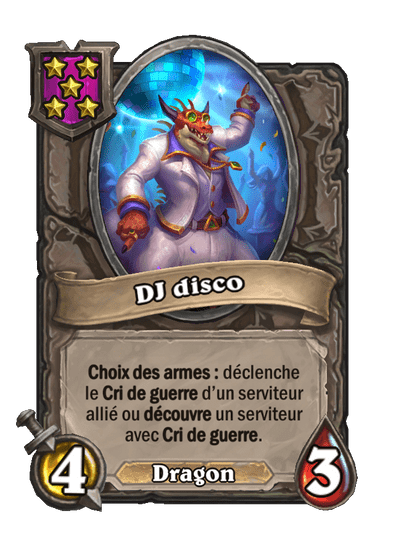 DJ disco
Choix des armes : déclenche
le Cri de guerre d'un serviteur
allié ou découvre un serviteur
avec Cri de guerre.
4
Dragon
3